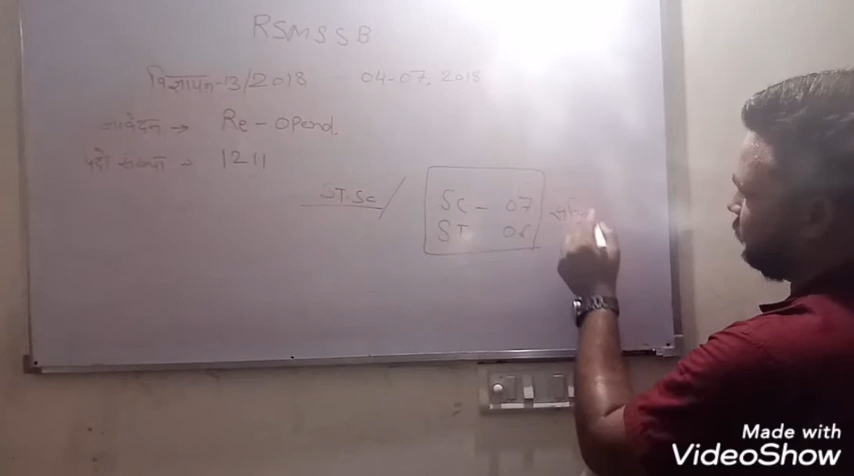 RSMSSB
विज्ञापन-13/2018 04-07, 2018
आवेदन → Re-opend.
पदो संख्या → 1211
ST-SC /
SC - 07
ST 06
Made with
VideoShow